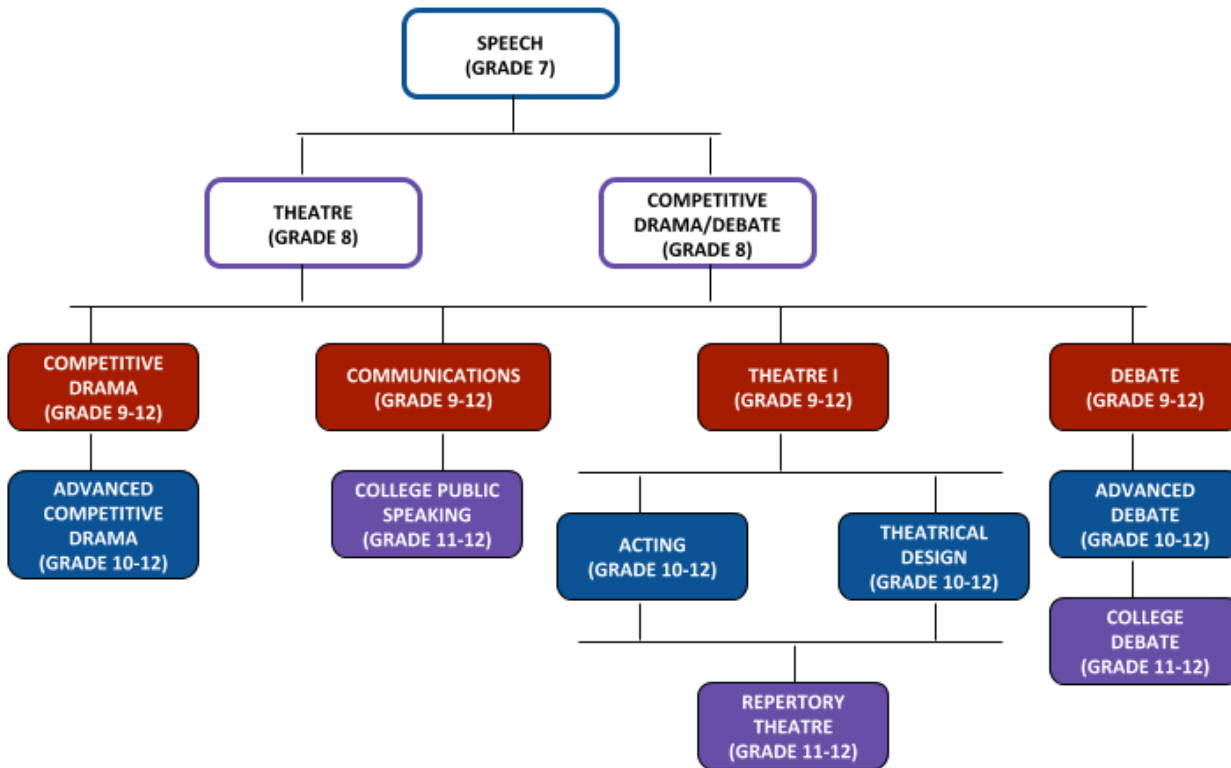 SPEECH
(GRADE 7)
THEATRE
(GRADE 8)
COMPETITIVE
DRAMA/DEBATE
(GRADE 8)
COMPETITIVE
DRAMA
(GRADE 9-12)
COMMUNICATIONS
(GRADE 9-12)
THEATRE I
(GRADE 9-12)
DEBATE
(GRADE 9-12)
ADVANCED
COMPETITIVE
DRAMA
(GRADE 10-12)
COLLEGE PUBLIC
SPEAKING
(GRADE 11-12)
ACTING
(GRADE 10-12)
THEATRICAL
DESIGN
(GRADE 10-12)
ADVANCED
DEBATE
(GRADE 10-12)
COLLEGE
DEBATE
(GRADE 11-12)
REPERTORY
THEATRE
(GRADE 11-12)